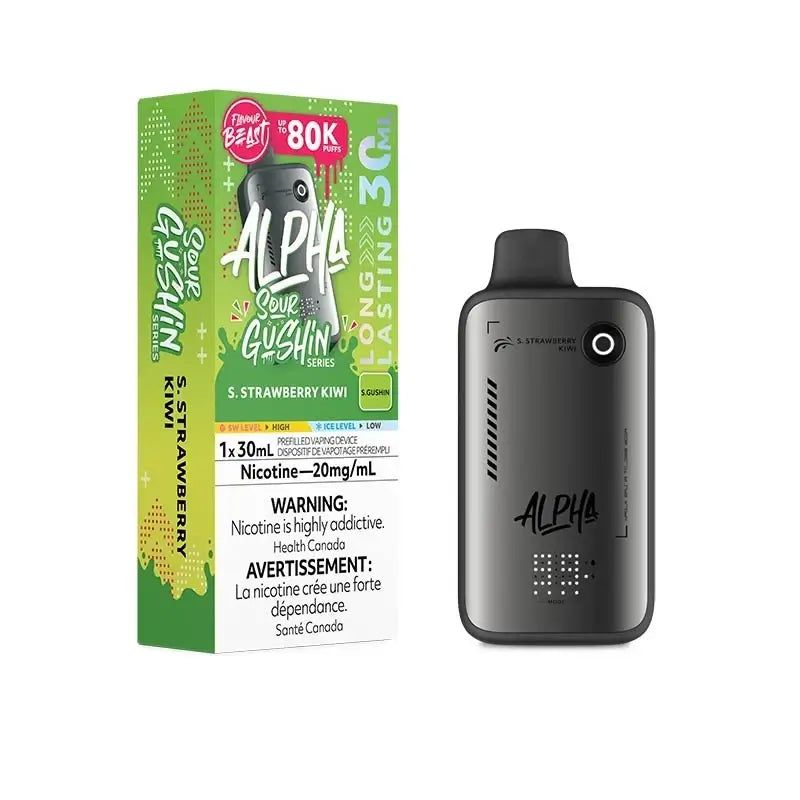 FLAVOUR
BEAST
UP TO 80K
PUFFS
LONG >>>> 30ml
LASTING
ALPHA
SOUR
GUSHiN
SERIES
S. STRAWBERRY KIWI
S.GUSHIN
SW LEVEL ▸ HIGH
ICE LEVEL ▸ LOW
1 x 30mL PREFILLED VAPING DEVICE
DISPOSITIF DE VAPOTAGE PRÉREMPLI
Nicotine—20mg/mL
WARNING:
Nicotine is highly addictive.
Health Canada
AVERTISSEMENT:
La nicotine crée une forte
dépendance.
Santé Canada
SOUR
GUSHiN
SERIES
S. STRAWBERRY
KIWI
S. STRAWBERRY
KIWI
ALPHA
MODE